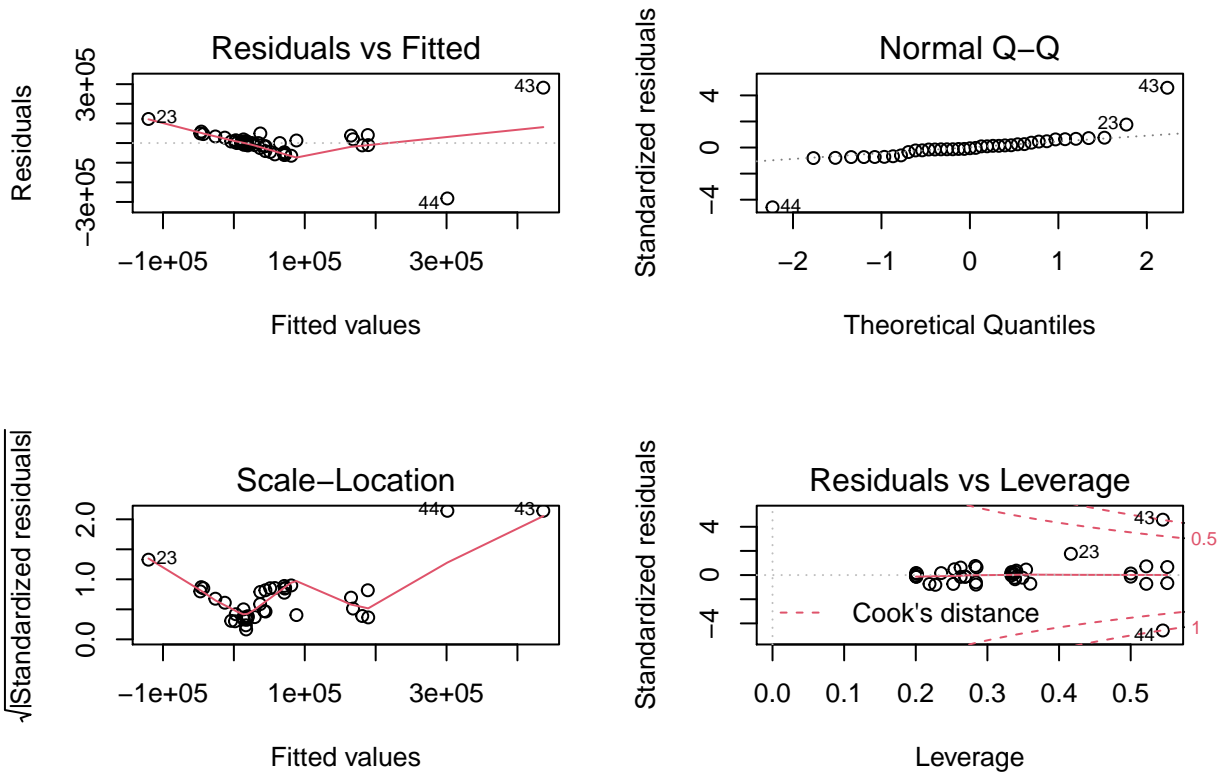 Residuals vs Fitted
Residuals
3e+05
−3e+05
23
43
44
−1e+05
1e+05
3e+05
Fitted values
Normal Q−Q
Standardized residuals
4
0
−4
43
23
44
−2
−1
0
1
2
Theoretical Quantiles
Scale−Location
√|Standardized residuals|
2.0
1.0
0.0
23
44
43
−1e+05
1e+05
3e+05
Fitted values
Residuals vs Leverage
Standardized residuals
4
0
−4
43
0.5
23
Cook's distance
44
1
0.0
0.1
0.2
0.3
0.4
0.5
Leverage